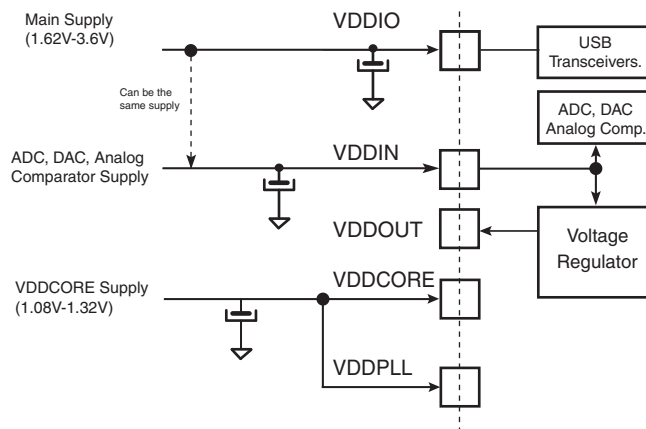 Main Supply
(1.62V-3.6V)
VDDIO
USB
Transceivers.
Can be the
same supply
ADC, DAC
Analog Comp.
ADC, DAC, Analog
Comparator Supply
VDDIN
VDDOUT
Voltage
Regulator
VDDCORE Supply
(1.08V-1.32V)
VDDCORE
VDDPLL